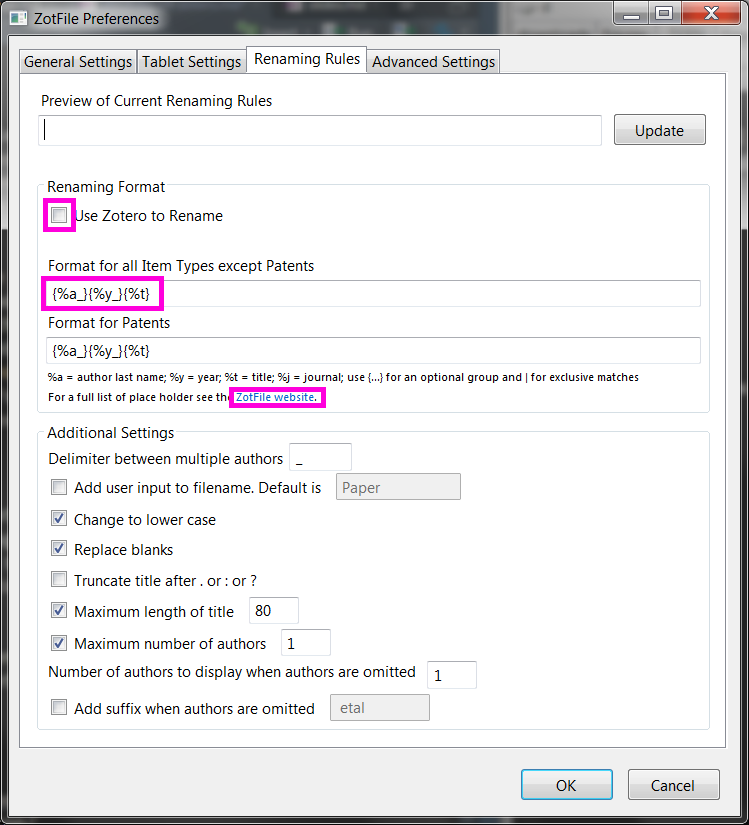 ZotFile Preferences
General Settings Tablet Settings Renaming Rules Advanced Settings
Preview of Current Renaming Rules
Update
Renaming Format
Use Zotero to Rename
Format for all Item Types except Patents
{%a_}{%y_}{%t}
Format for Patents
{%a_}{%y_}{%t}
%a = author last name; %y = year; %t = title; %j = journal; use {...} for an optional group and | for exclusive matches
For a full list of place holder see the ZotFile website.
Additional Settings
Delimiter between multiple authors _
Add user input to filename. Default is Paper
Change to lower case
Replace blanks
Truncate title after . or : or ?
Maximum length of title 80
Maximum number of authors 1
Number of authors to display when authors are omitted 1
Add suffix when authors are omitted etal
OK Cancel